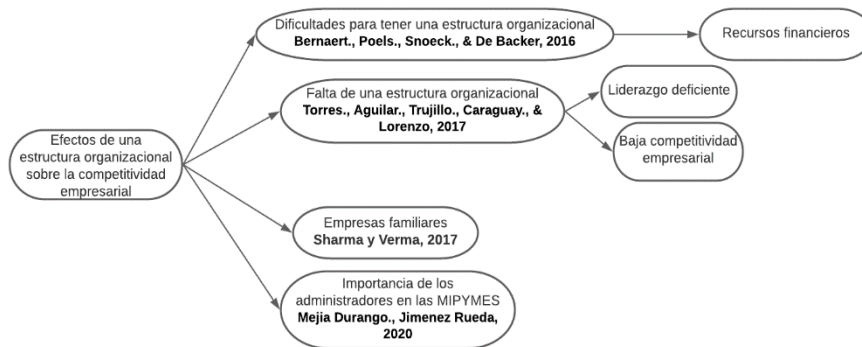 Efectos de una
estructura organizacional
sobre la competitividad
empresarial
Dificultades para tener una estructura organizacional
Bernaert., Poels., Snoeck., & De Backer, 2016
Recursos financieros
Falta de una estructura organizacional
Torres., Aguilar., Trujillo., Caraguay., &
Lorenzo, 2017
Liderazgo deficiente
Baja competitividad
empresarial
Empresas familiares
Sharma y Verma, 2017
Importancia de los
administradores en las MIPYMES
Mejia Durango., Jimenez Rueda,
2020